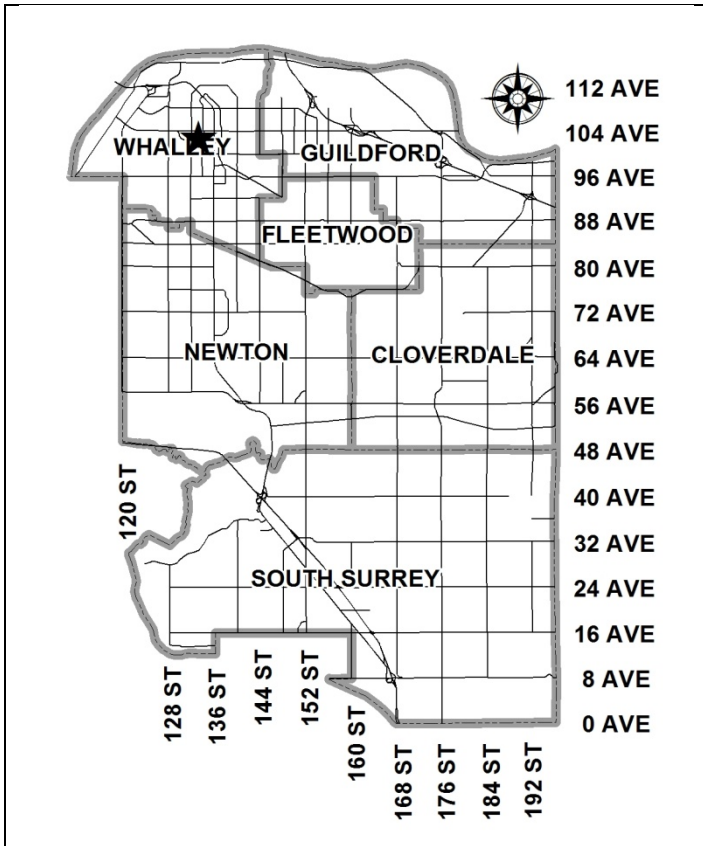 112 AVE
104 AVE
WHALLEY
GUILDFORD
96 AVE
88 AVE
FLEETWOOD
80 AVE
72 AVE
NEWTON
CLOVERDALE
64 AVE
56 AVE
48 AVE
120 ST
40 AVE
32 AVE
SOUTH SURREY
24 AVE
16 AVE
8 AVE
0 AVE
128 ST
136 ST
144 ST
152 ST
160 ST
168 ST
176 ST
184 ST
192 ST